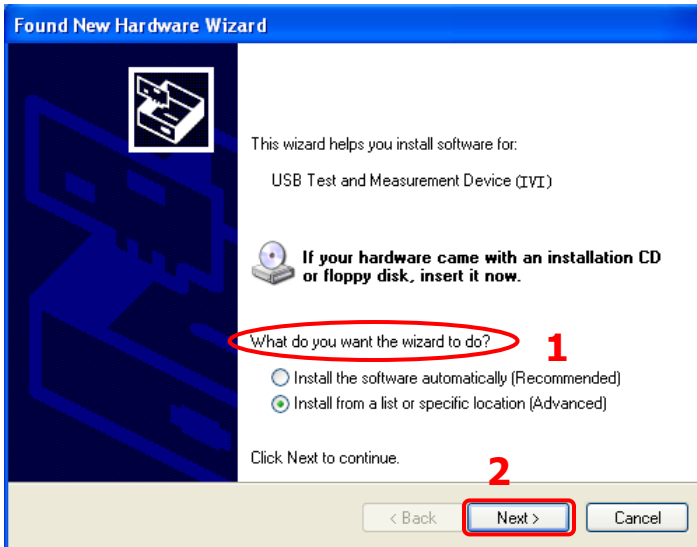 Found New Hardware Wizard
This wizard helps you install software for:
USB Test and Measurement Device (IVI)
If your hardware came with an installation CD
or floppy disk, insert it now.
What do you want the wizard to do?
1
Install the software automatically (Recommended)
Install from a list or specific location (Advanced)
Click Next to continue.
2
< Back
Next >
Cancel